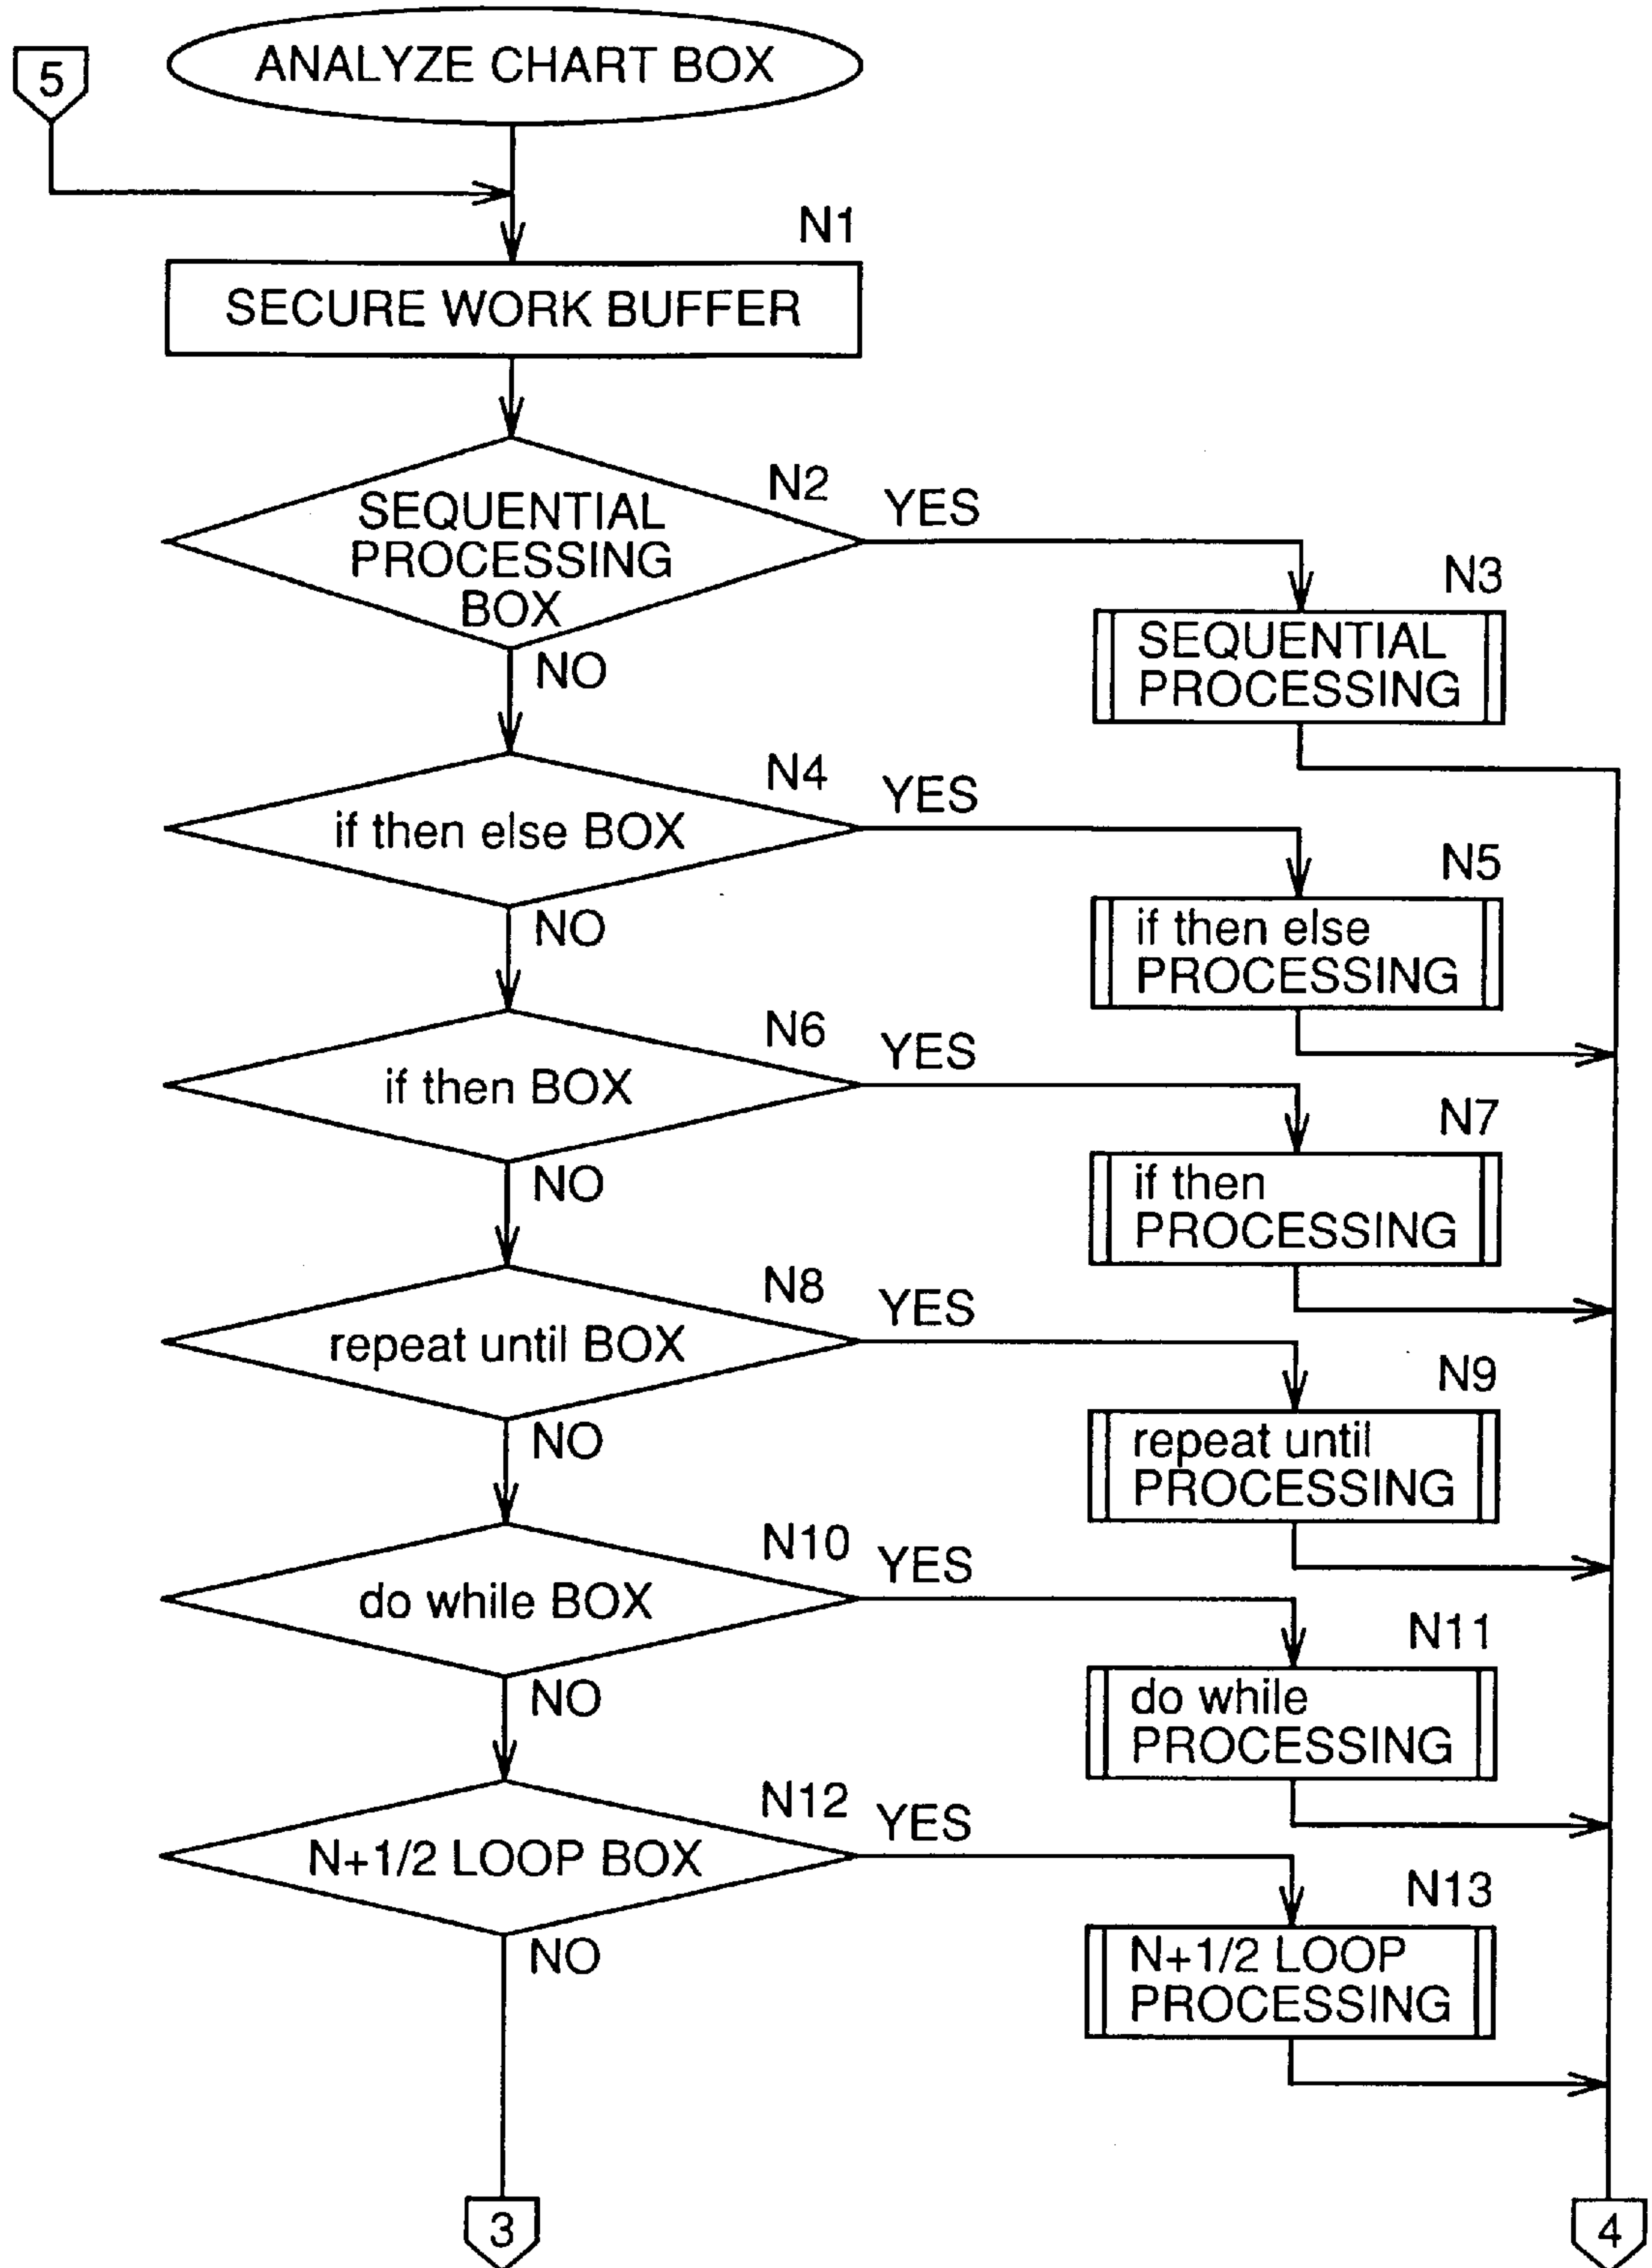 5
ANALYZE CHART BOX
N1
SECURE WORK BUFFER
N2
YES
SEQUENTIAL
PROCESSING
BOX
NO
N3
SEQUENTIAL
PROCESSING
N4
YES
if then else BOX
NO
N5
if then else
PROCESSING
N6
YES
if then BOX
NO
N7
if then
PROCESSING
N8
YES
repeat until BOX
NO
N9
repeat until
PROCESSING
N10
YES
do while BOX
NO
N11
do while
PROCESSING
N12
YES
N+1/2 LOOP BOX
NO
N13
N+1/2 LOOP
PROCESSING
3
4